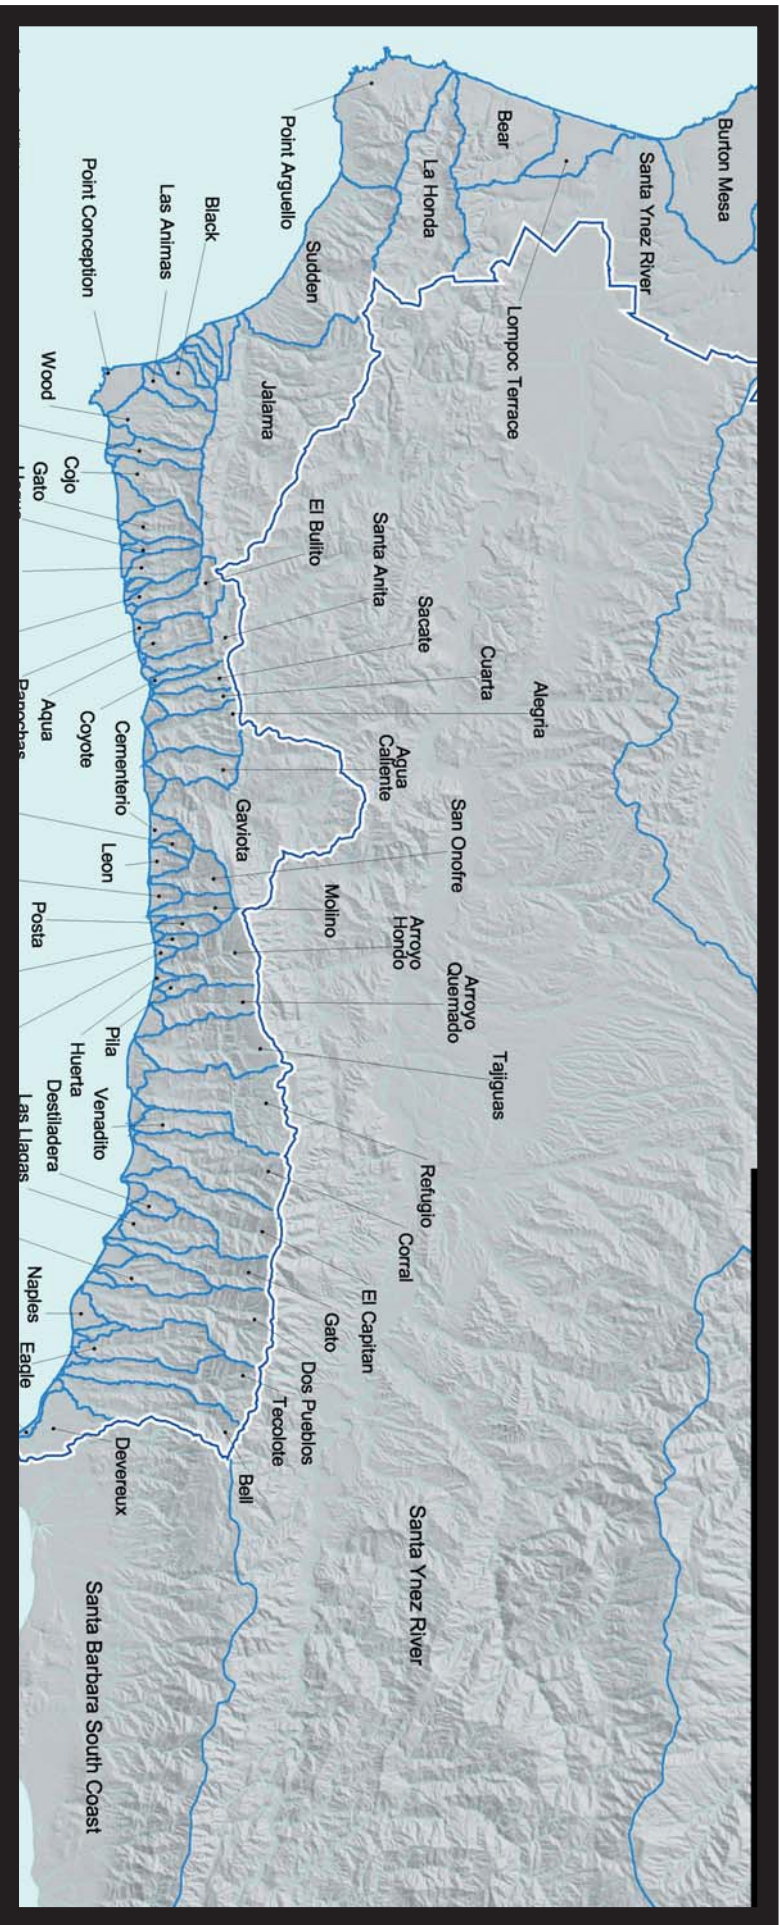 Burton Mesa
Santa Ynez River
Bear
La Honda
Point Arguello
Sudden
Lompoc Terrace
Black
Las Animas
Point Conception
Jalama
Wood
Cojo
Gato
El Bulito
Santa Anita
Sacate
Cuarta
Alegria
Agua
Coyote
Cementerio
Agua
Caliente
Gaviota
Leon
San Onofre
Molino
Posta
Arroyo
Hondo
Arroyo
Quemado
Pila
Huerta
Tajiguas
Venadito
Destiladera
Las Llagas
Refugio
Corral
El Capitan
Gato
Naples
Eagle
Dos Pueblos
Tecolote
Devereux
Bell
Santa Ynez River
Santa Barbara South Coast